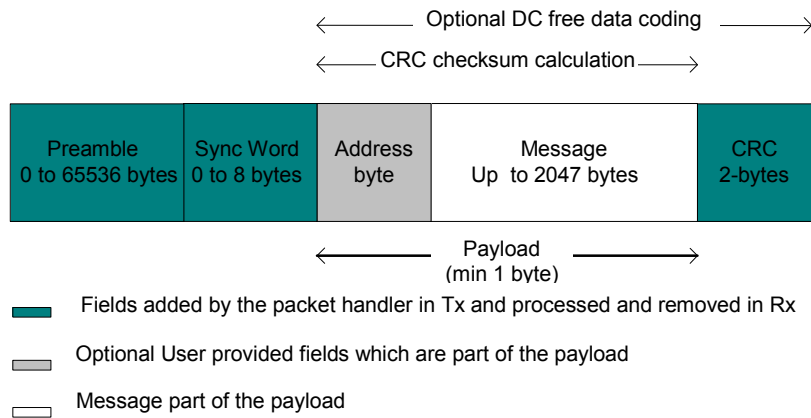 Optional DC free data coding
CRC checksum calculation
Preamble
0 to 65536 bytes
Sync Word
0 to 8 bytes
Address
byte
Message
Up to 2047 bytes
CRC
2-bytes
Payload
(min 1 byte)
Fields added by the packet handler in Tx and processed and removed in Rx
Optional User provided fields which are part of the payload
Message part of the payload